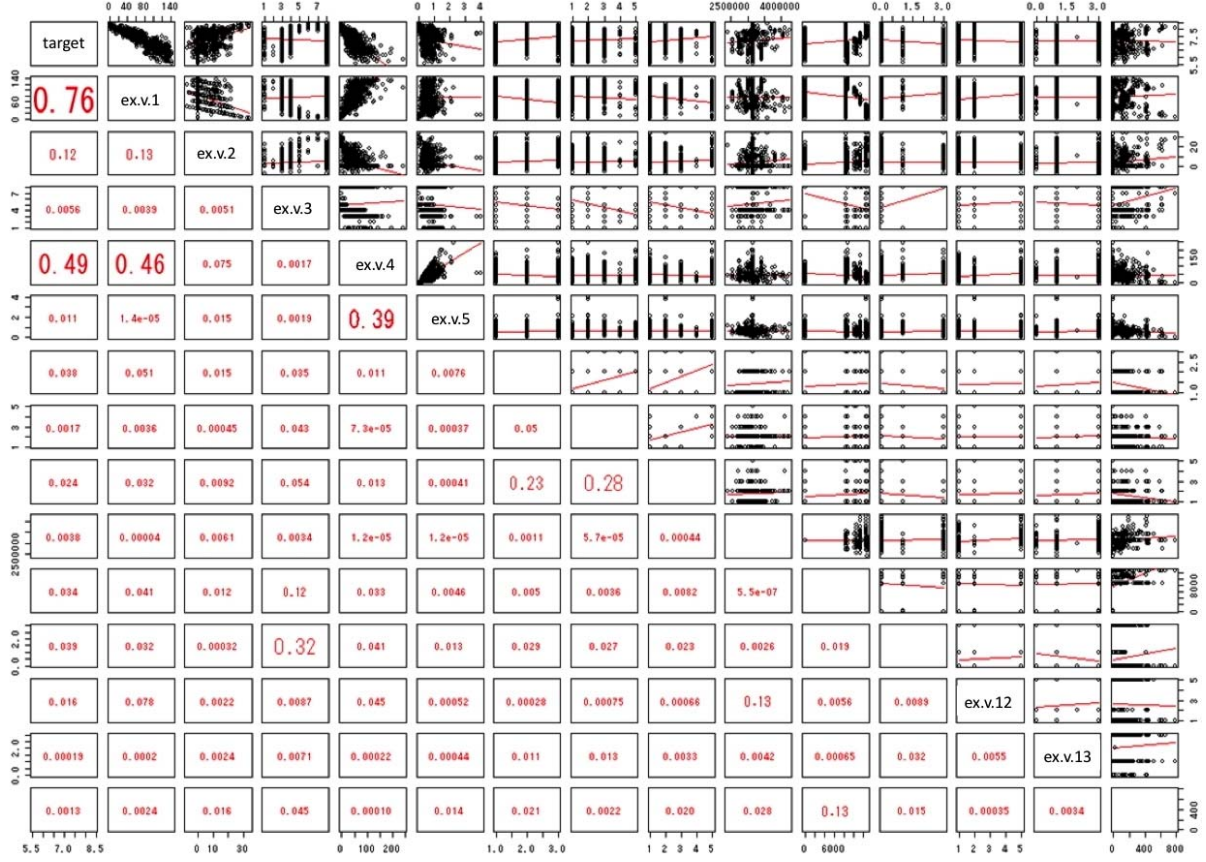 0 40 80 140 1 3 5 7 0 1 2 3 4 1 2 3 4 5 2500000 4000000 0.0 1.5 3.0 0.0 1.5 3.0
target 5.5 7.5
0 60 140 0.76 ex.v.1
0.12 0.13 ex.v.2 0 20
1 4 7 0.0056 0.0039 0.0051 ex.v.3
0.49 0.46 0.075 0.0017 ex.v.4 0 150
0 2 4 0.011 1.4e-05 0.015 0.0019 0.39 ex.v.5
0.038 0.051 0.015 0.035 0.011 0.0076 1.0 2.5
1 3 5 0.0017 0.0036 0.00045 0.043 7.3e-05 0.00037 0.05
0.024 0.032 0.0092 0.054 0.013 0.00041 0.23 0.28 1 3 5
2500000 0.0038 0.00004 0.0061 0.0034 1.2e-05 1.2e-05 0.0011 5.7e-05 0.00044
0.034 0.041 0.012 0.12 0.033 0.0046 0.005 0.0036 0.0082 5.5e-07 0 8000
0.0 2.0 0.039 0.032 0.00032 0.32 0.041 0.013 0.029 0.027 0.023 0.0026 0.019
0.016 0.078 0.0022 0.0087 0.045 0.00052 0.00028 0.00075 0.00066 0.13 0.0056 0.0089 ex.v.12 1 3 5
0.0 2.0 0.00019 0.0002 0.0024 0.0071 0.00022 0.00044 0.011 0.013 0.0033 0.0042 0.00065 0.032 0.0055 ex.v.13
0.0013 0.0024 0.016 0.045 0.00010 0.014 0.021 0.0022 0.020 0.028 0.13 0.015 0.00035 0.0034 0 400
5.5 7.0 8.5 0 10 30 0 100 200 1.0 2.0 3.0 1 2 3 4 5 0 6000 1 2 3 4 5 0 400 800